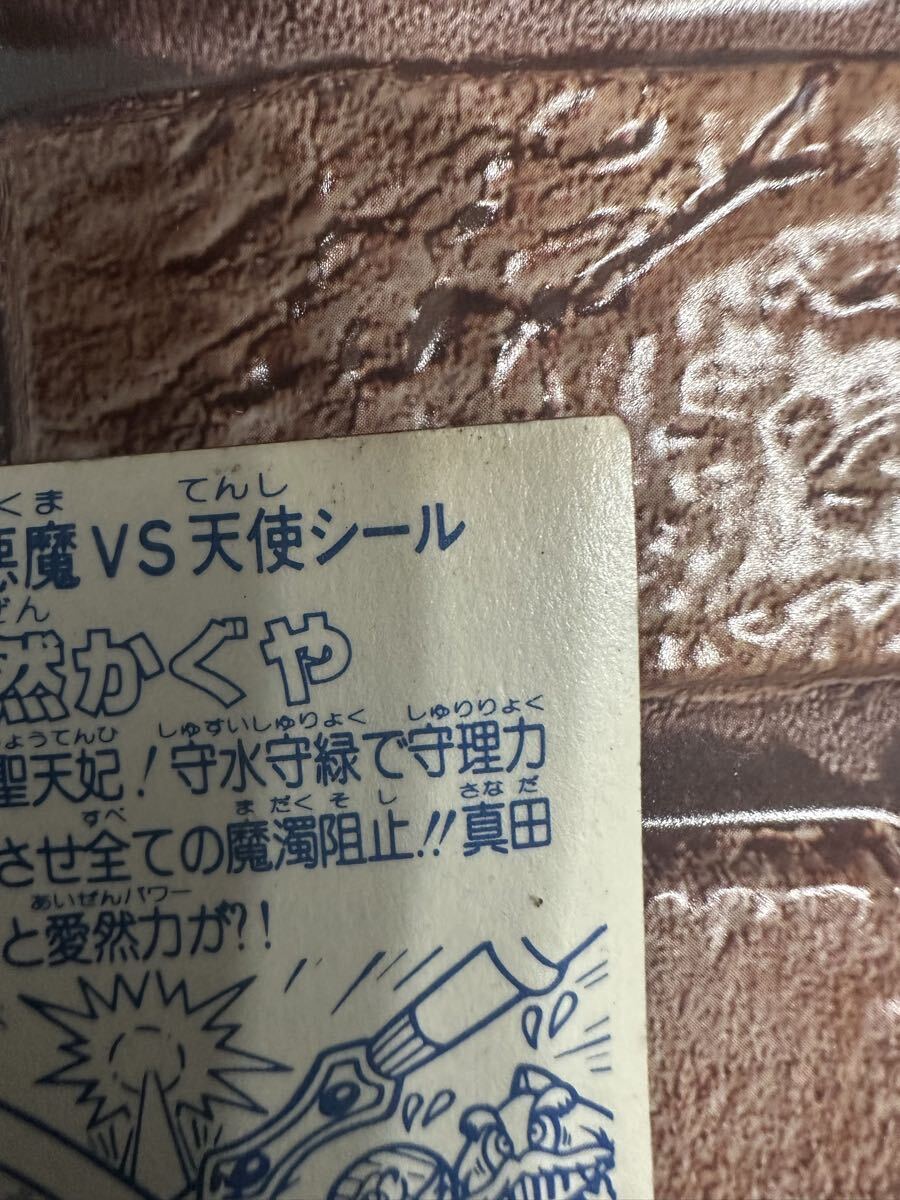 くま てんし
悪魔VS天使シール
ぜん
然かぐや
ょうてんひ しゅすいしゅりょく しゅりりょく
聖天妃!守水守緑で守理力
すべ まだくそし さなだ
させ全ての魔濁阻止!!真田
あいぜんパワー
と愛然力が?!